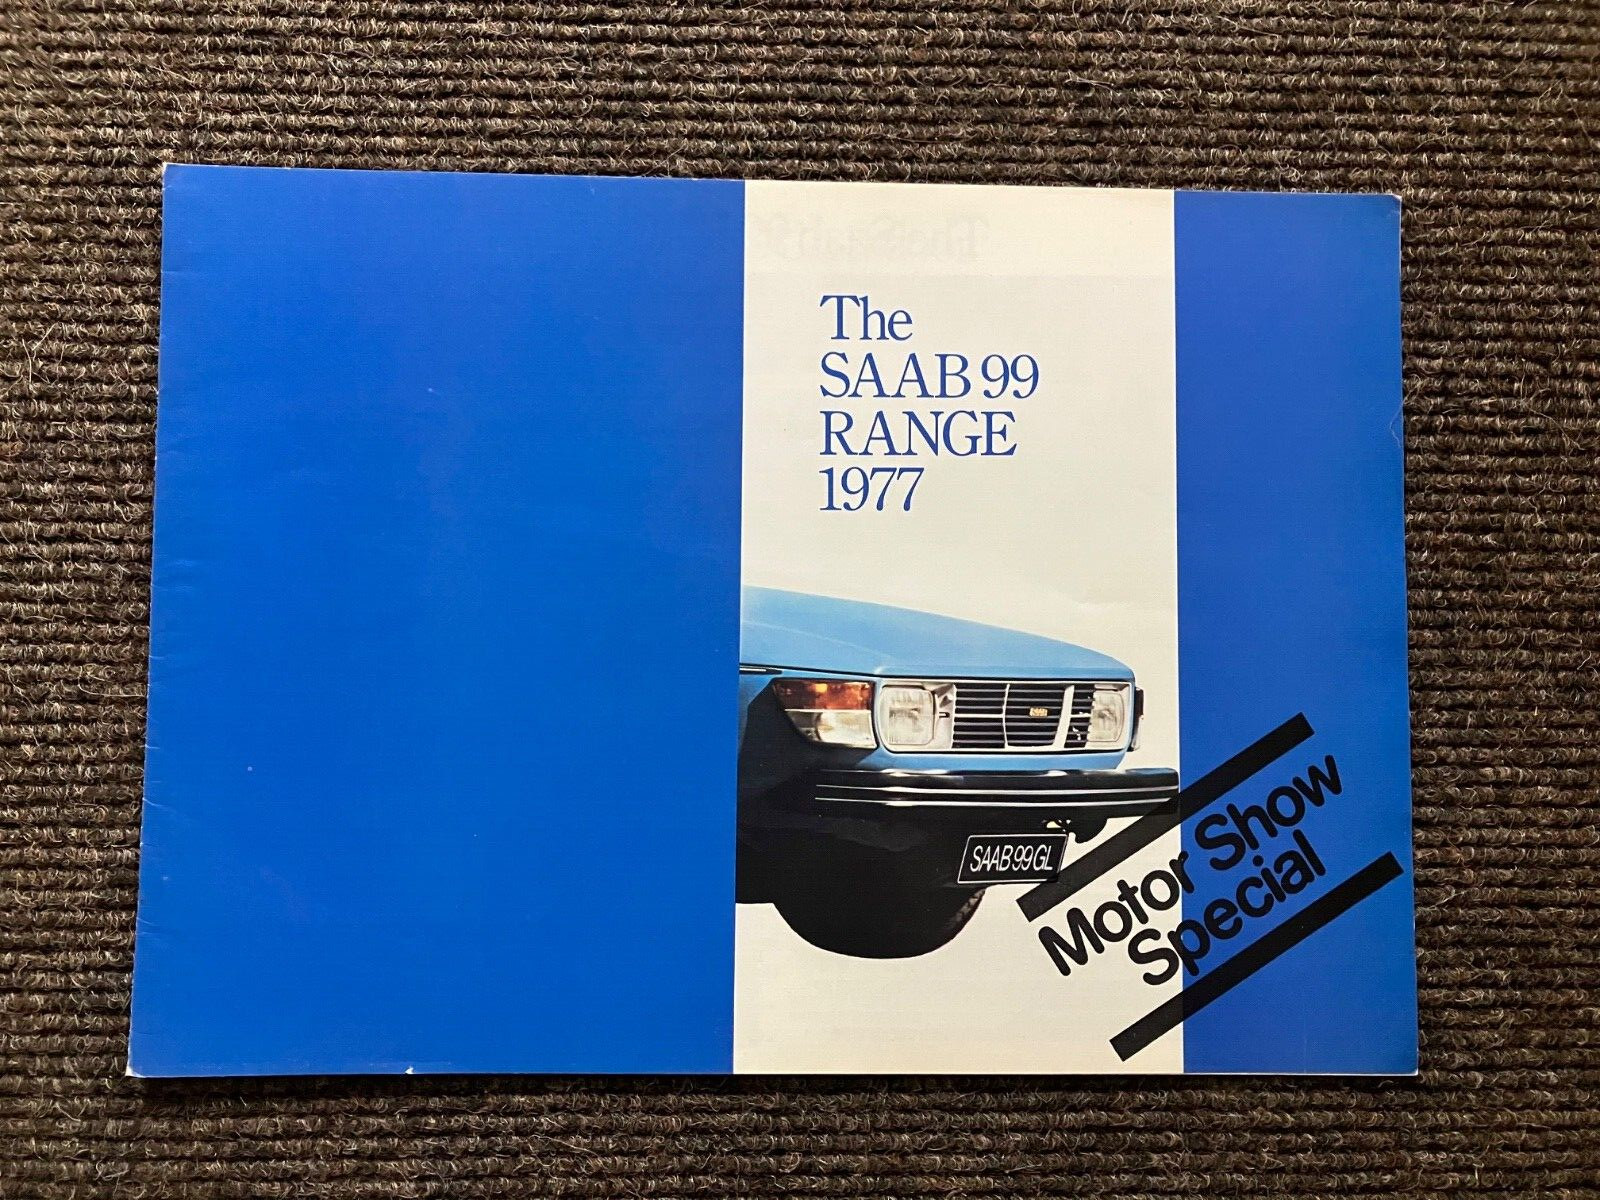 The
SAAB 99
RANGE
1977
SAAB 99 GL
Motor Show
Special